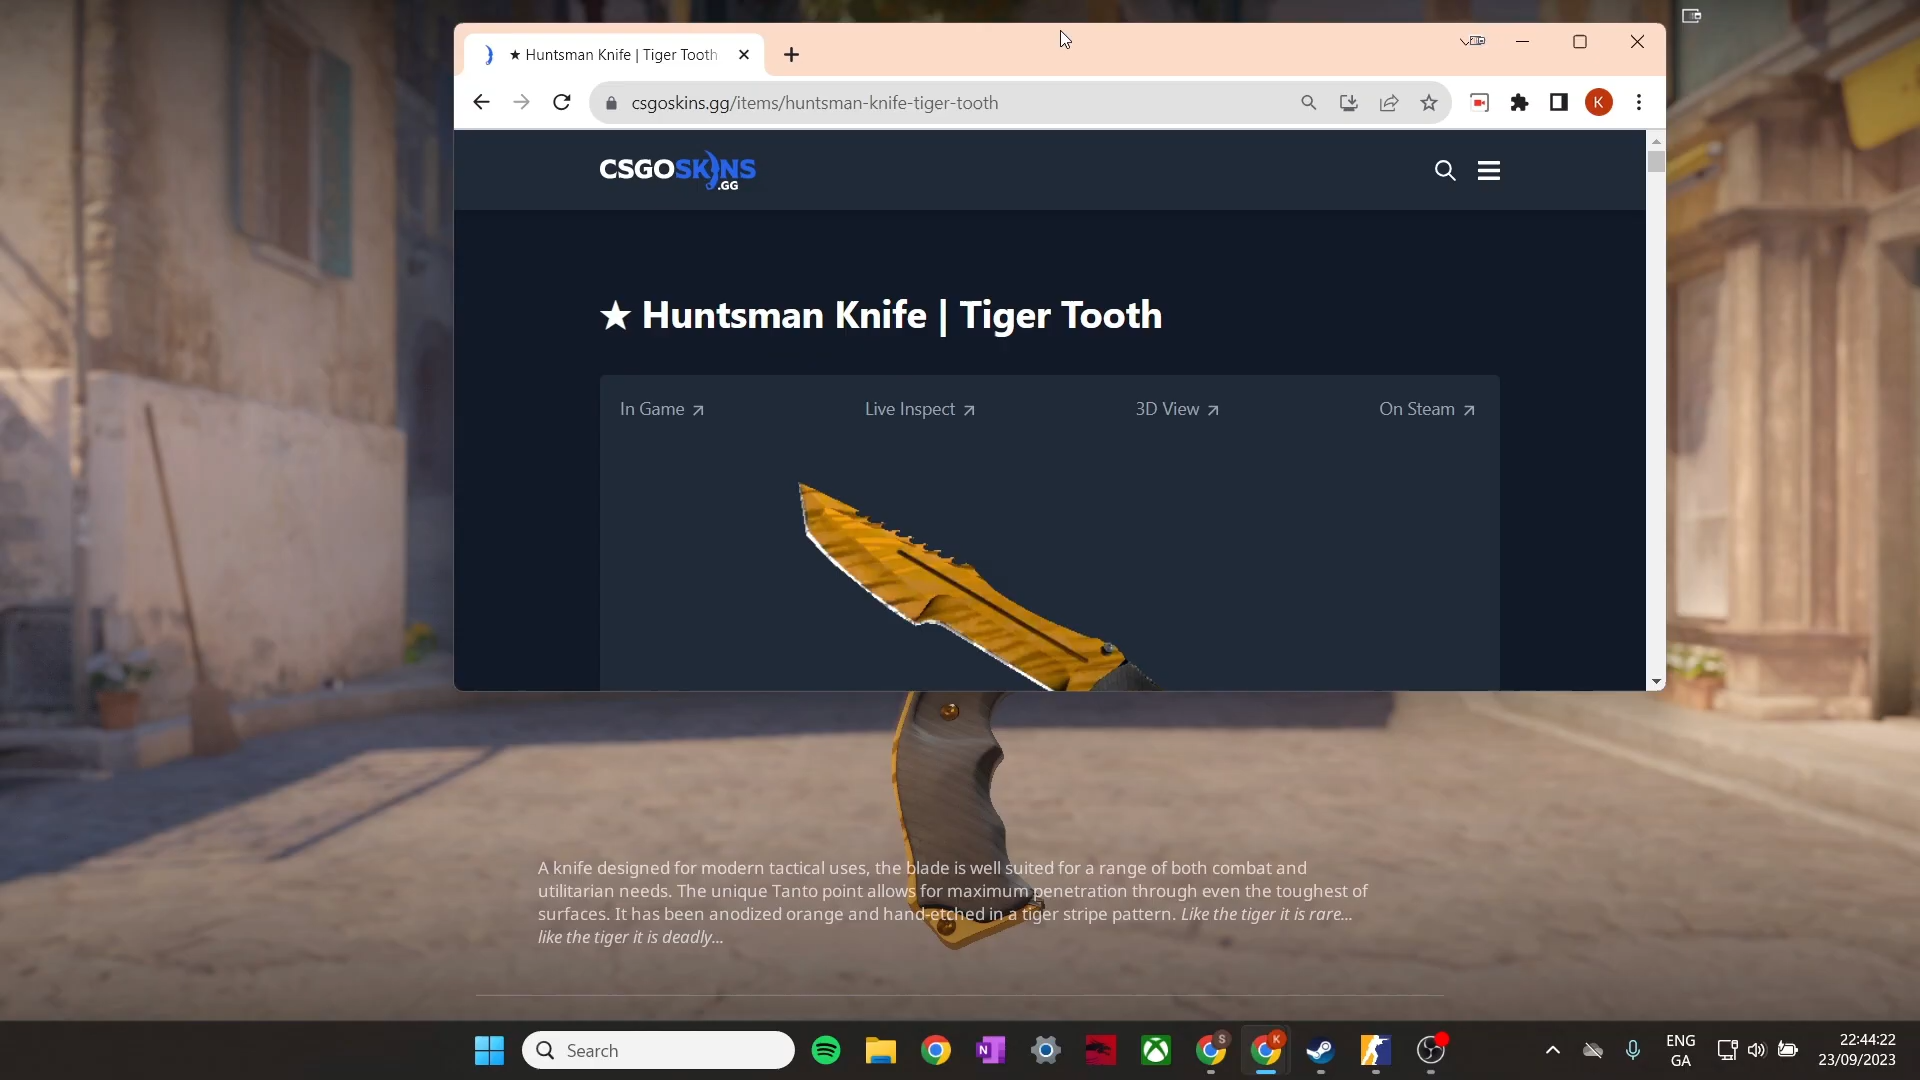 ★ Huntsman Knife | Tiger Tooth
csgoskins.gg/items/huntsman-knife-tiger-tooth
K
CSGOSKINS
.GG
★ Huntsman Knife | Tiger Tooth
In Game
Live Inspect
3D View
On Steam
A knife designed for modern tactical uses, the blade is well suited for a range of both combat and
utilitarian needs. The unique Tanto point allows for maximum penetration through even the toughest of
surfaces. It has been anodized orange and hand-etched in a tiger stripe pattern. Like the tiger it is rare...
like the tiger it is deadly...
Search
N
S
K
ENG
GA
22:44:22
23/09/2023